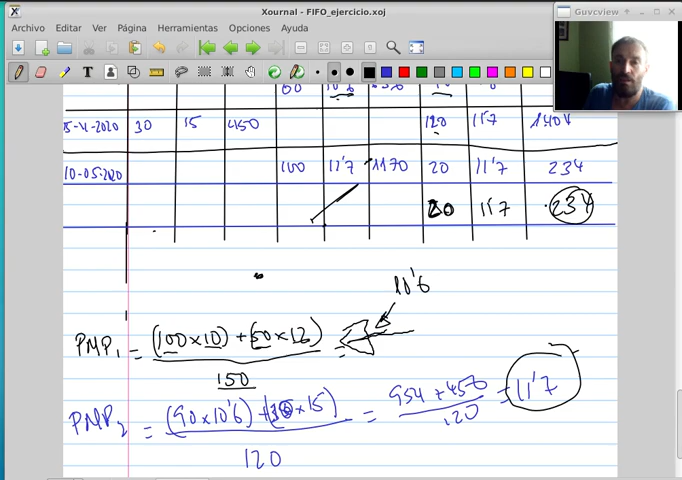 Xournal - FIFO_ejercicio.xoj
Guvcview
Archivo Editar Ver Página Herramientas Opciones Ayuda
15-4-2020 30 15 450 120 11'7 1404
10-05-2020 100 11'7 1170 20 11'7 234
20 11'7 234
10'6
PMP1 = (100 x 10) + (50 x 12) =
150
PMP2 = (90 x 10'6) + (30 x 15) = 954 + 450 = 11'7
120 120